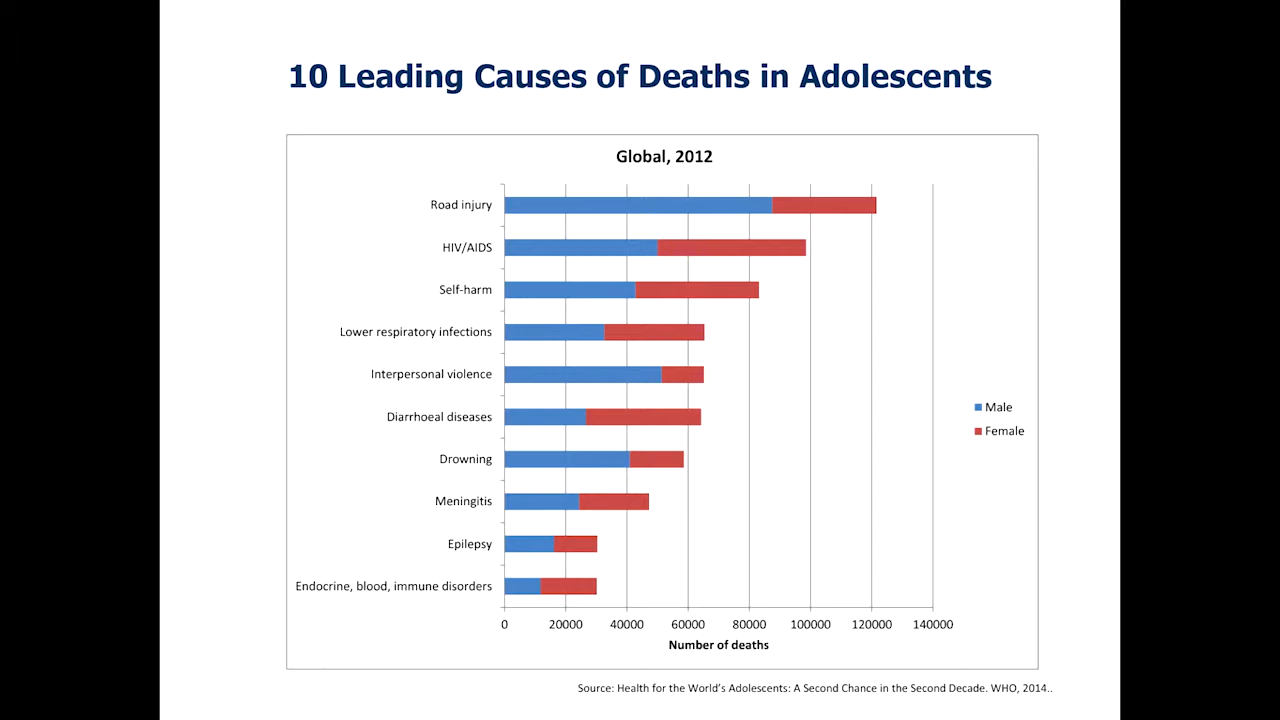 10 Leading Causes of Deaths in Adolescents
Global, 2012
Road injury
HIV/AIDS
Self-harm
Lower respiratory infections
Interpersonal violence
Diarrhoeal diseases
Drowning
Meningitis
Epilepsy
Endocrine, blood, immune disorders
Male
Female
0 20000 40000 60000 80000 100000 120000 140000
Number of deaths
Source: Health for the World’s Adolescents: A Second Chance in the Second Decade. WHO, 2014..